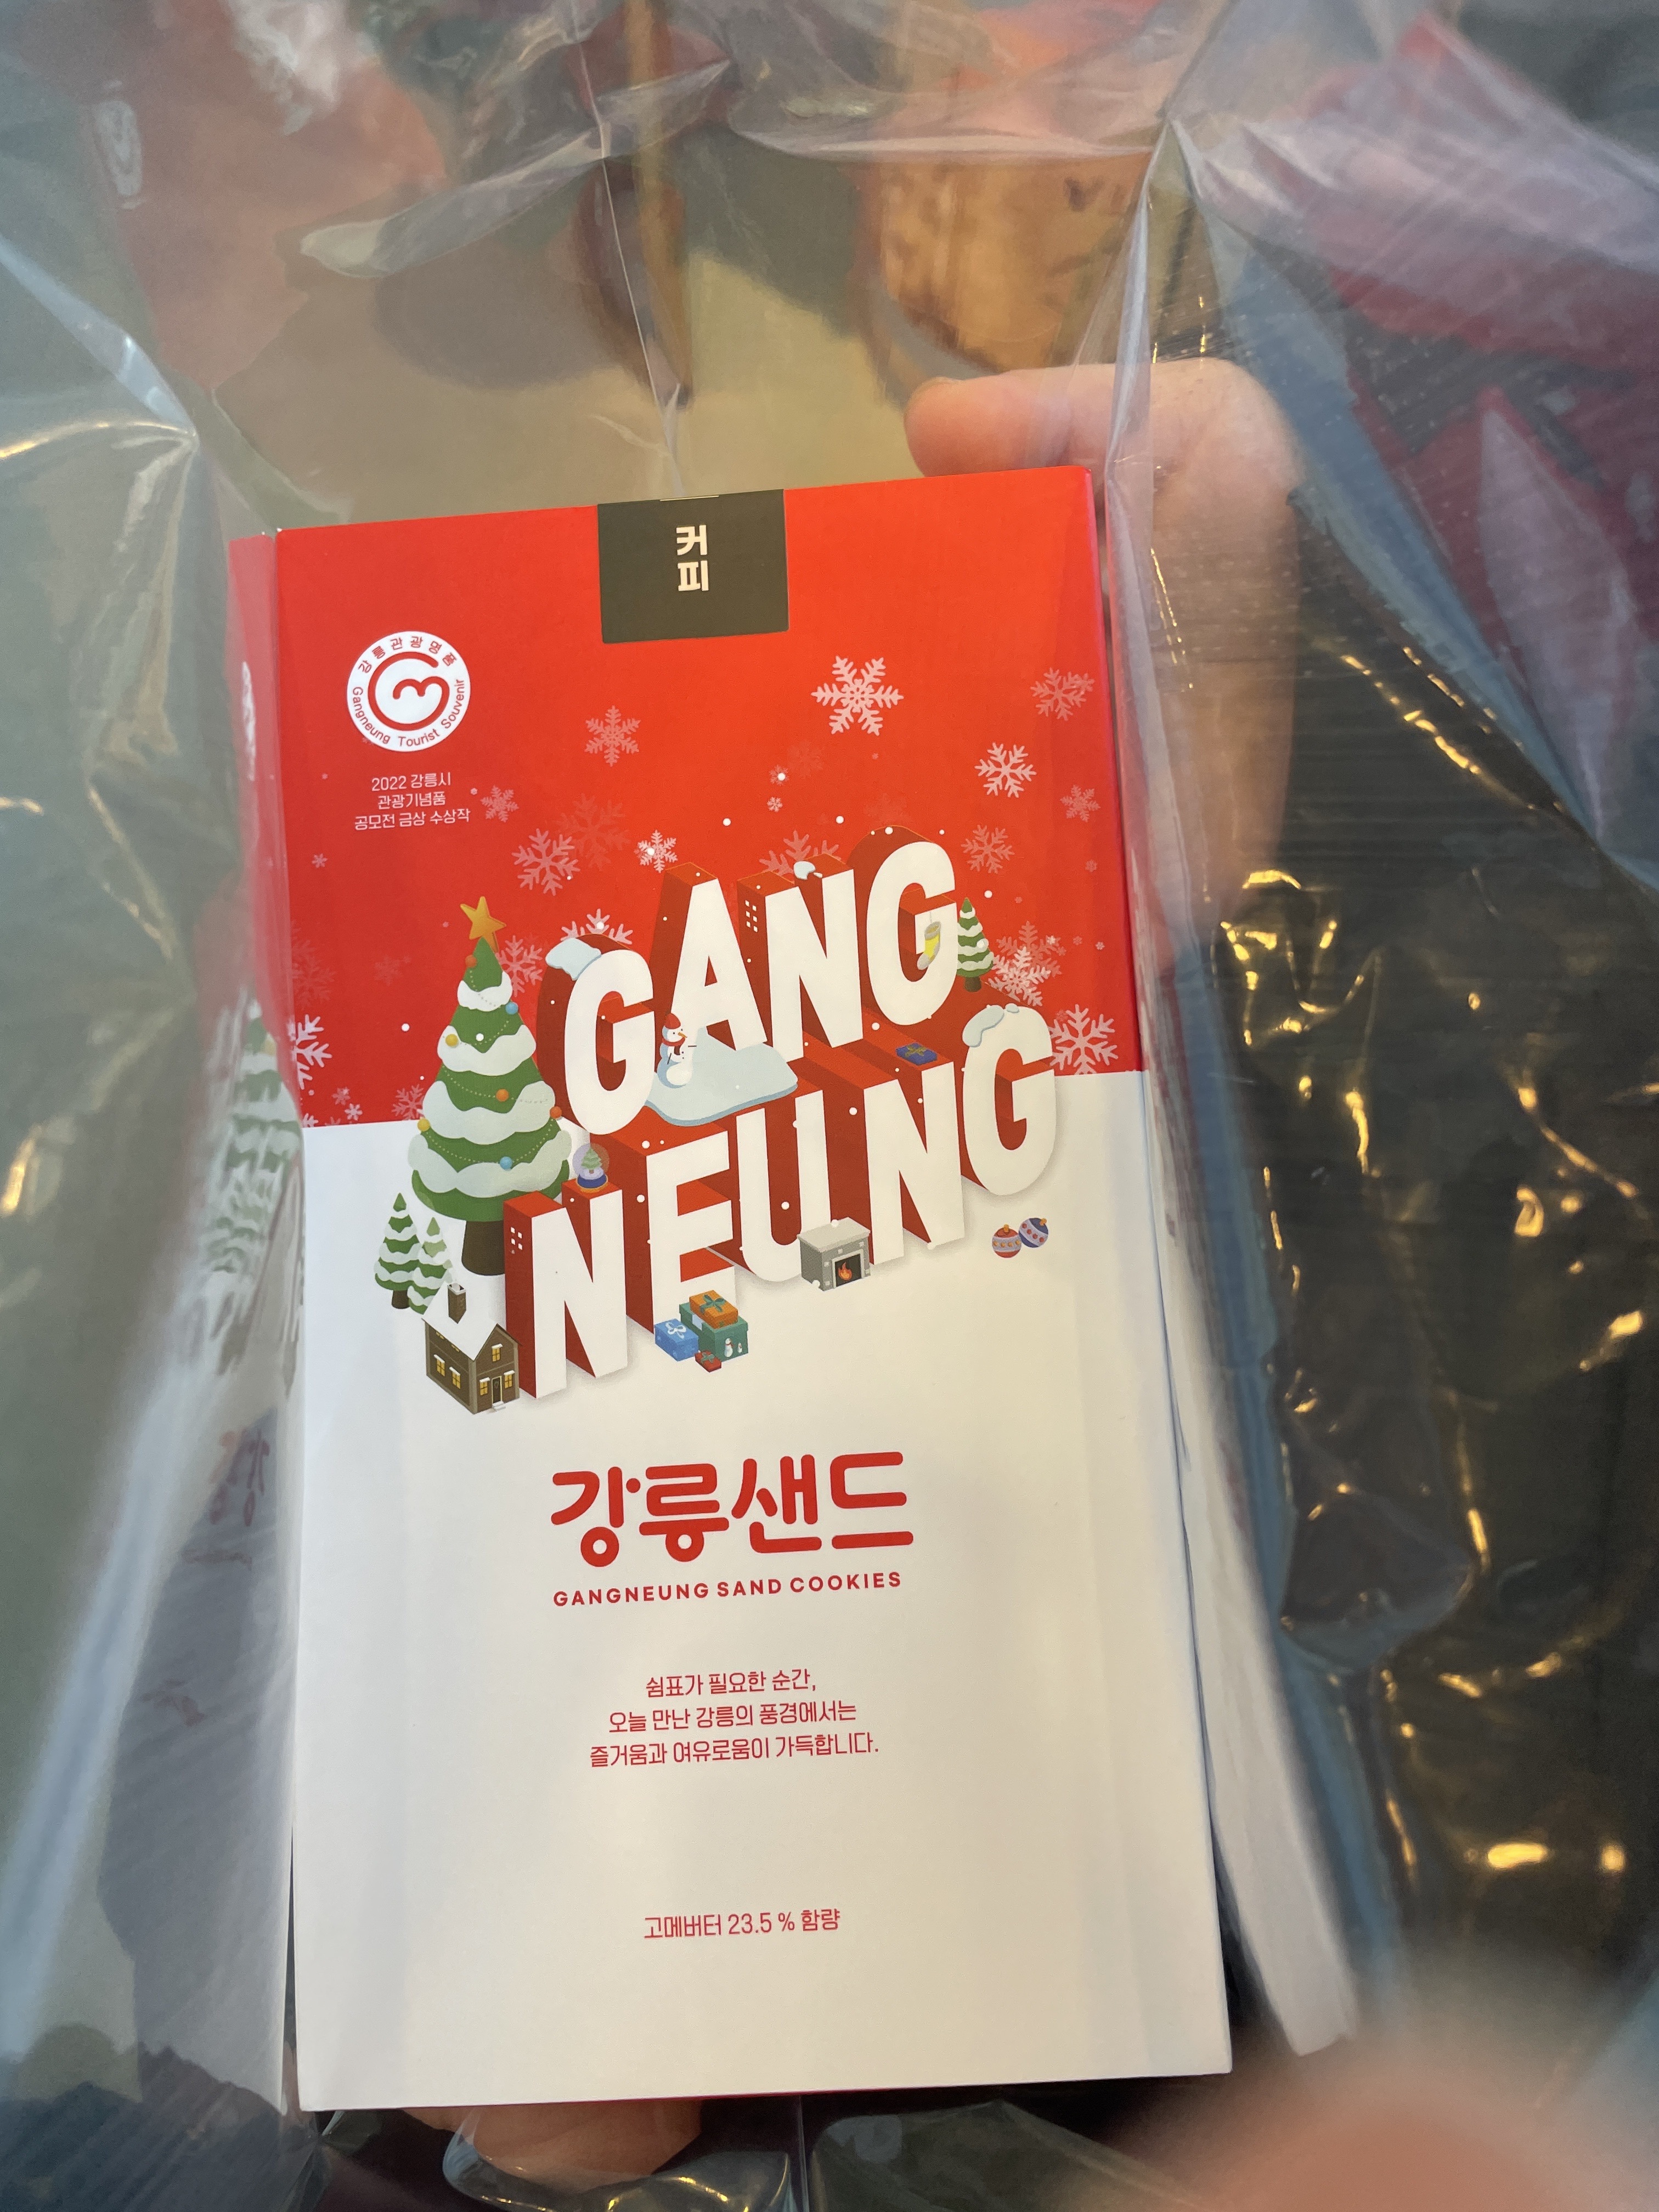 커
피
강릉관광명품
Gangneung Tourist Souvenir
2022 강릉시
관광기념품
공모전 금상 수상작
GANG
NEUNG
강릉샌드
GANGNEUNG SAND COOKIES
쉼표가 필요한 순간,
오늘 만난 강릉의 풍경에서는
즐거움과 여유로움이 가득합니다.
고메버터 23.5 % 함량